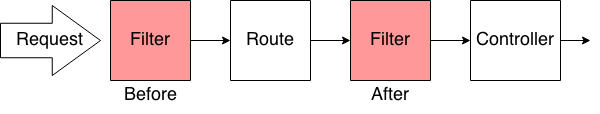 Request
Filter
Route
Filter
Controller
Before
After